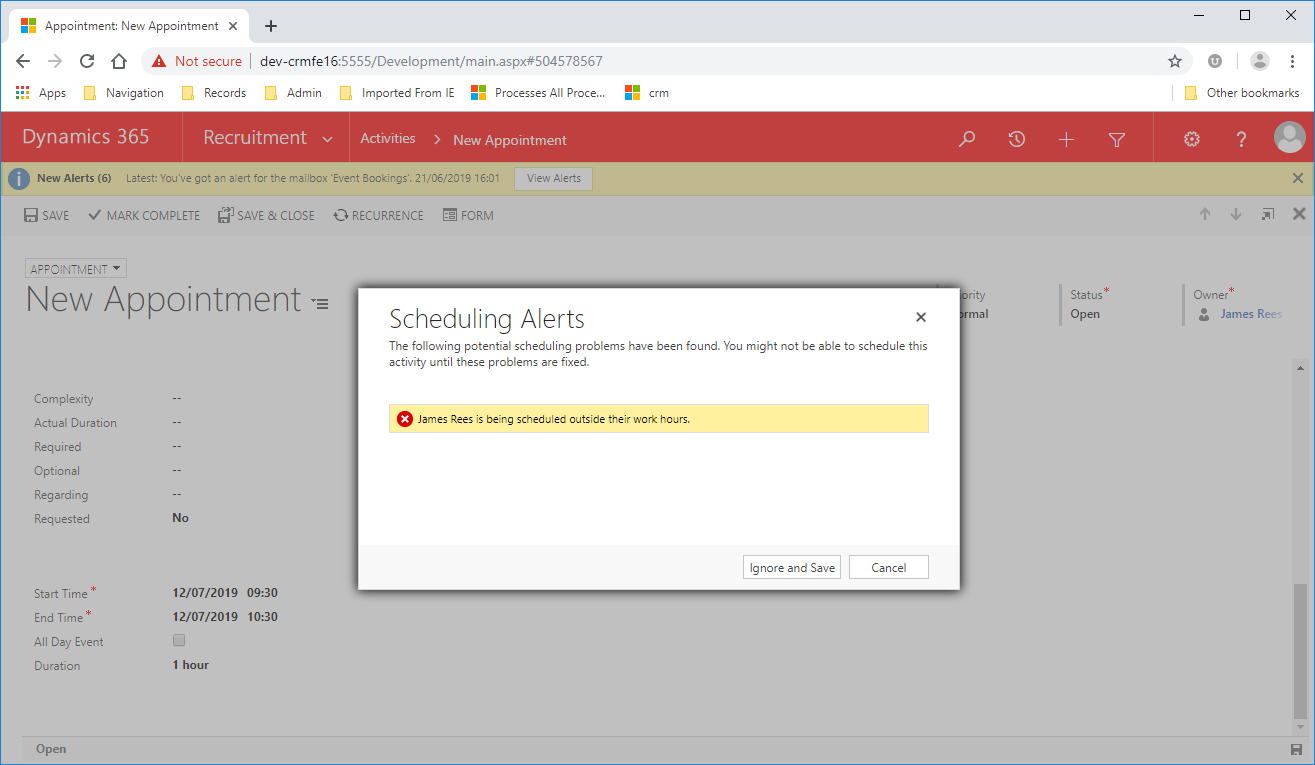 Appointment: New Appointment
Not secure dev-crmfe16:5555/Development/main.aspx#504578567
Apps Navigation Records Admin Imported From IE Processes All Proce... crm Other bookmarks
Dynamics 365 Recruitment Activities New Appointment
New Alerts (6) Latest: You've got an alert for the mailbox 'Event Bookings'. 21/06/2019 16:01 View Alerts
SAVE MARK COMPLETE SAVE & CLOSE RECURRENCE FORM
APPOINTMENT
New Appointment
Status* Owner*
Open James Rees
Scheduling Alerts
The following potential scheduling problems have been found. You might not be able to schedule this
activity until these problems are fixed.
James Rees is being scheduled outside their work hours.
Ignore and Save Cancel
Complexity --
Actual Duration --
Required --
Optional --
Regarding --
Requested No
Start Time* 12/07/2019 09:30
End Time* 12/07/2019 10:30
All Day Event
Duration 1 hour
Open